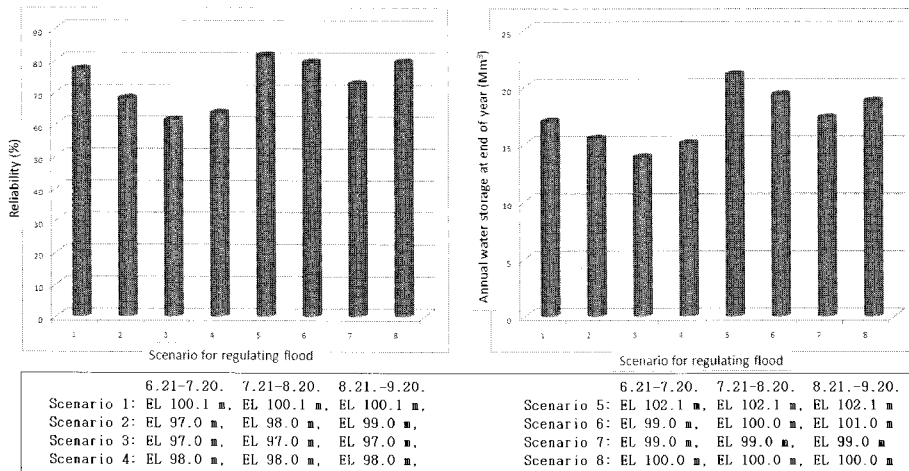 Reliability (%)
90
80
70
60
50
40
30
20
10
0
1 2 3 4 5 6 7 8
Scenario for regulating flood
Annual water storage at end of year (Mm³)
25
20
15
10
5
0
1 2 3 4 5 6 7 8
Scenario for regulating flood
6.21-7.20. 7.21-8.20. 8.21.-9.20.
Scenario 1: EL 100.1 m, EL 100.1 m, EL 100.1 m,
Scenario 2: EL 97.0 m, EL 98.0 m, EL 99.0 m,
Scenario 3: EL 97.0 m, EL 97.0 m, EL 97.0 m,
Scenario 4: EL 98.0 m, EL 98.0 m, EL 98.0 m,
6.21-7.20. 7.21-8.20. 8.21.-9.20.
Scenario 5: EL 102.1 m, EL 102.1 m, EL 102.1 m
Scenario 6: EL 99.0 m, EL 100.0 m, EL 101.0 m
Scenario 7: EL 99.0 m, EL 99.0 m, EL 99.0 m
Scenario 8: EL 100.0 m, EL 100.0 m, EL 100.0 m